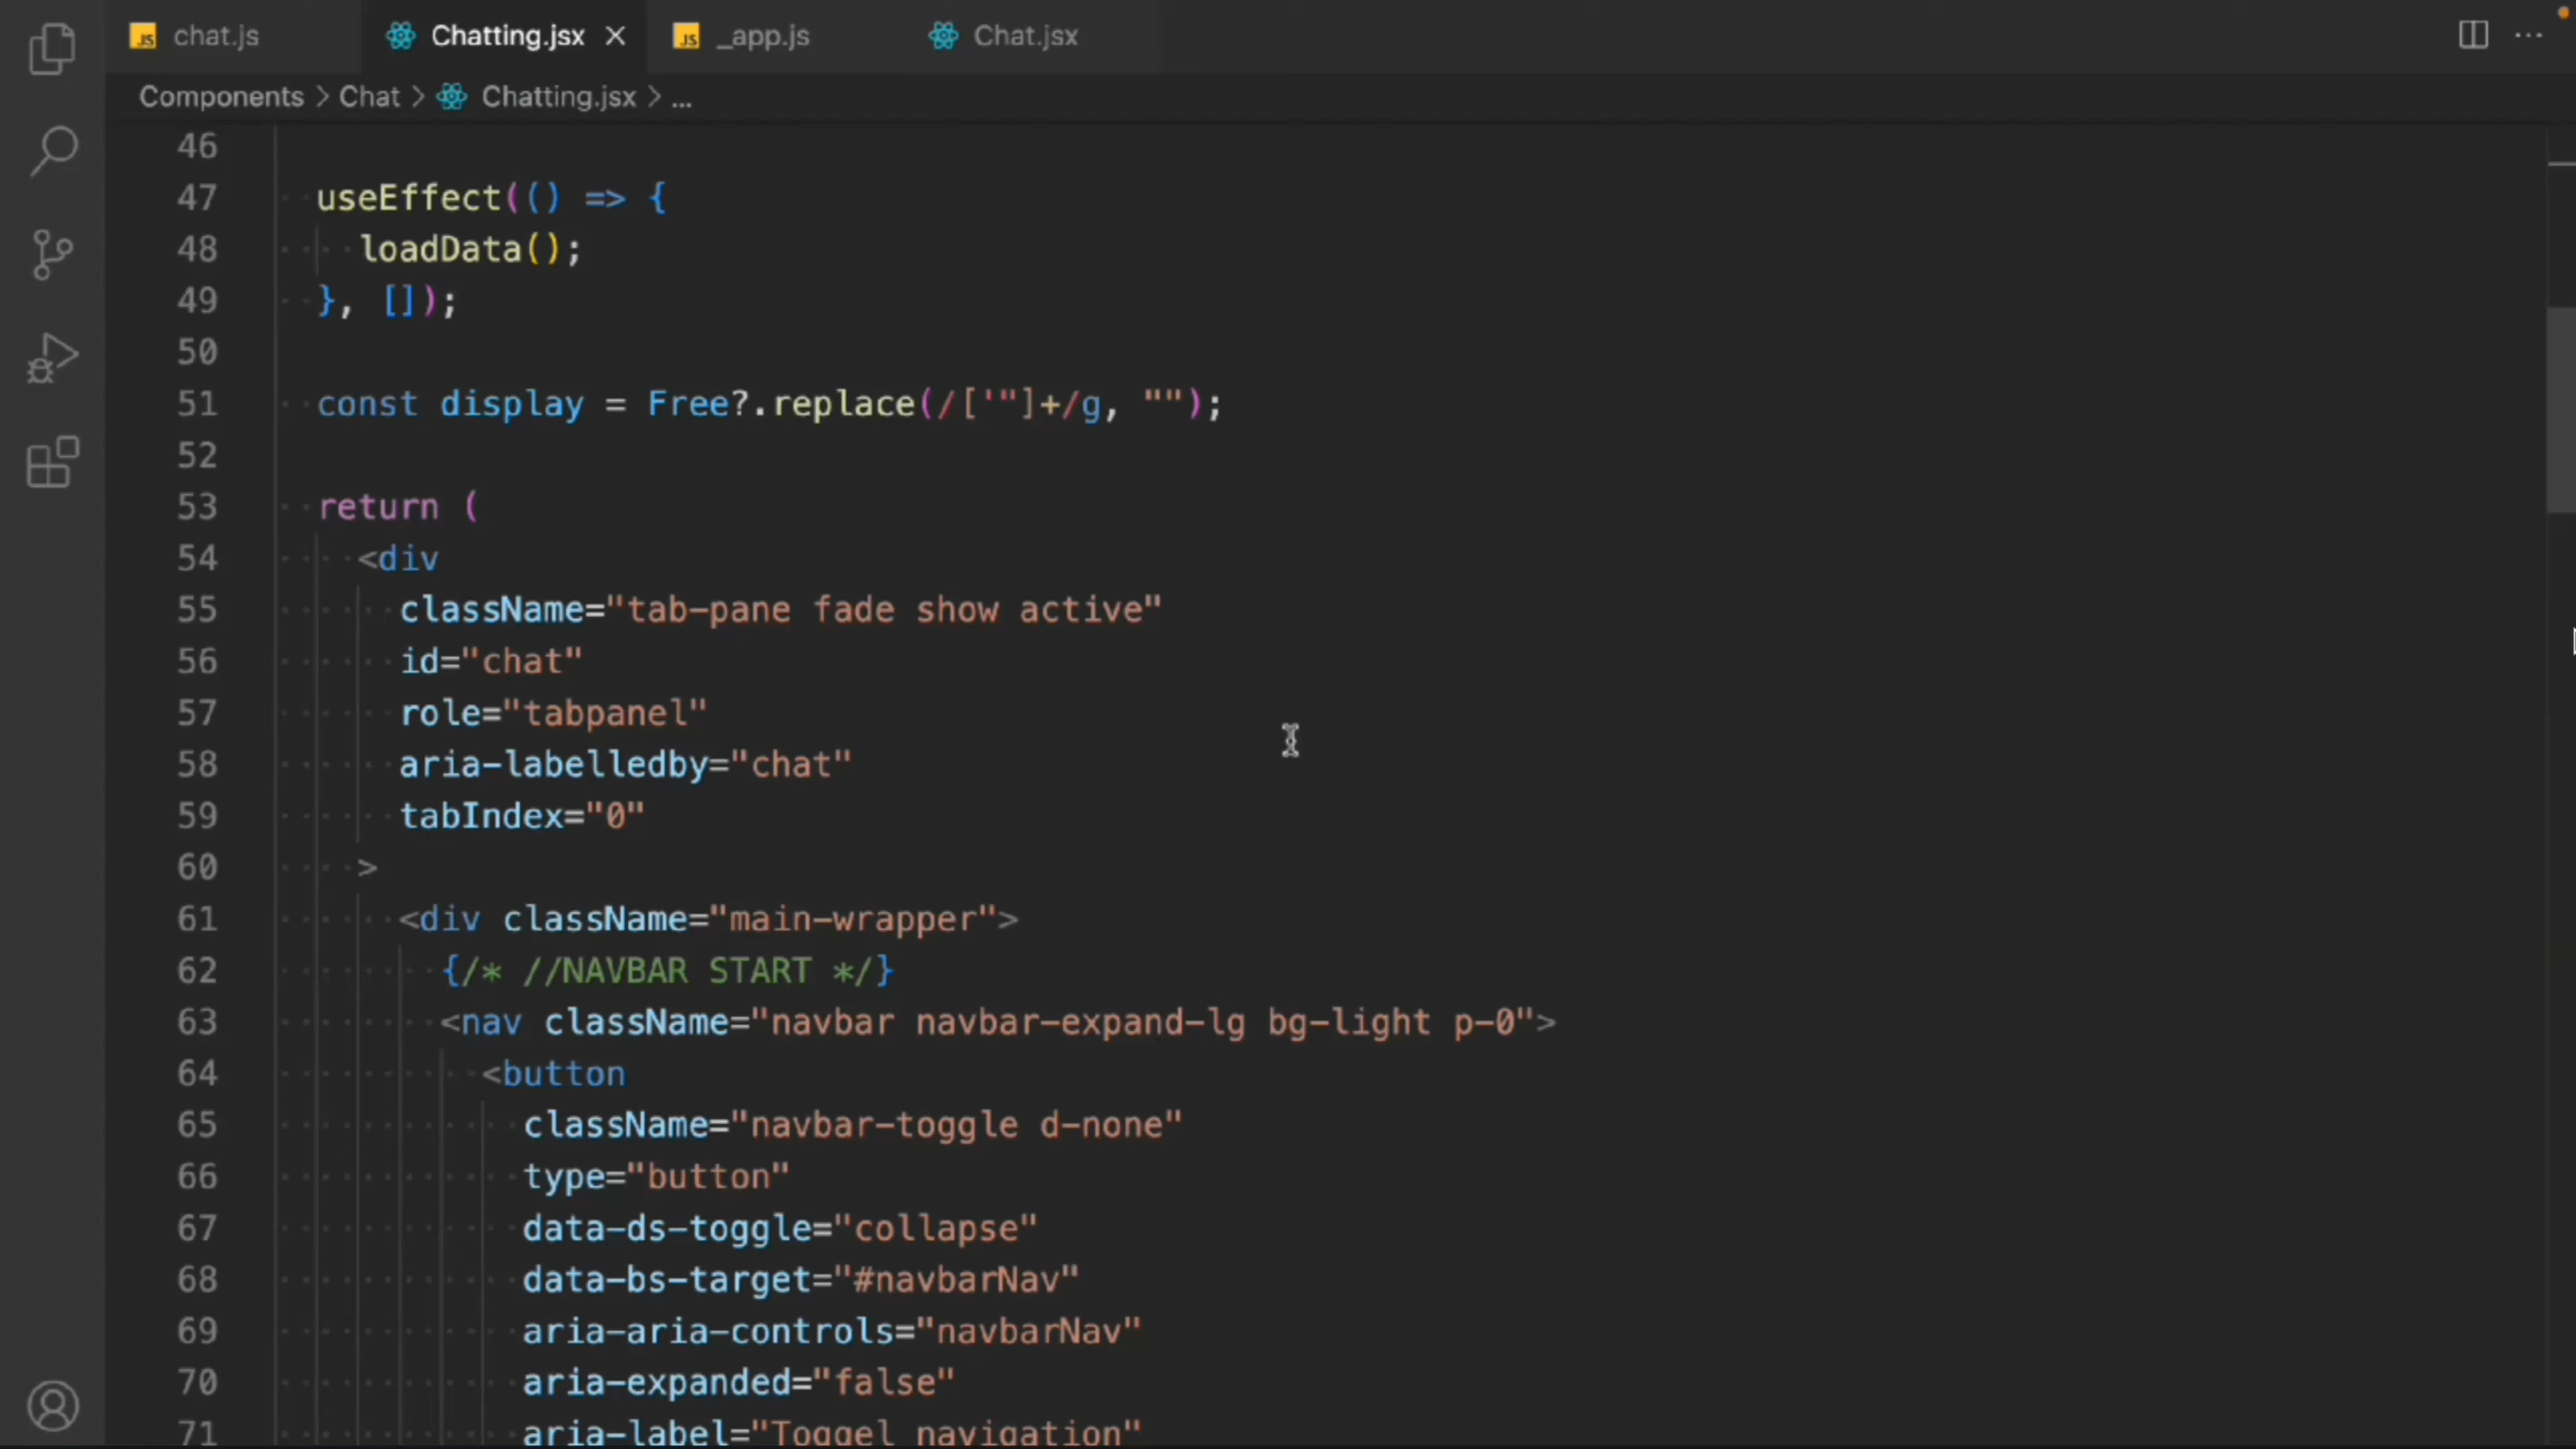 chat.js Chatting.jsx _app.js Chat.jsx
Components > Chat > Chatting.jsx > ...
46
47 useEffect(() => {
48 loadData();
49 }, []);
50
51 const display = Free?.replace(/['"]+/g, "");
52
53 return (
54 <div
55 className="tab-pane fade show active"
56 id="chat"
57 role="tabpanel"
58 aria-labelledby="chat"
59 tabIndex="0"
60 >
61 <div className="main-wrapper">
62 {/* //NAVBAR START */}
63 <nav className="navbar navbar-expand-lg bg-light p-0">
64 <button
65 className="navbar-toggle d-none"
66 type="button"
67 data-ds-toggle="collapse"
68 data-bs-target="#navbarNav"
69 aria-aria-controls="navbarNav"
70 aria-expanded="false"
71 aria-label="Toggel navigation"